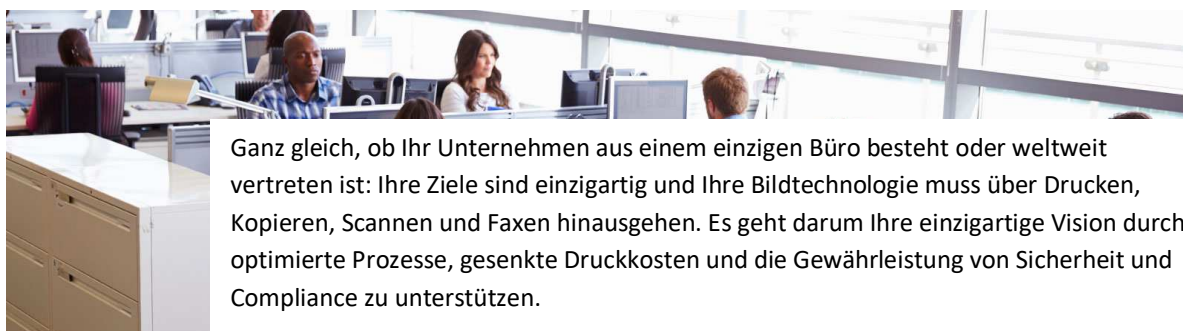 Ganz gleich, ob Ihr Unternehmen aus einem einzigen Büro besteht oder weltweit
vertreten ist: Ihre Ziele sind einzigartig und Ihre Bildtechnologie muss über Drucken,
Kopieren, Scannen und Faxen hinausgehen. Es geht darum Ihre einzigartige Vision durch
optimierte Prozesse, gesenkte Druckkosten und die Gewährleistung von Sicherheit und
Compliance zu unterstützen.